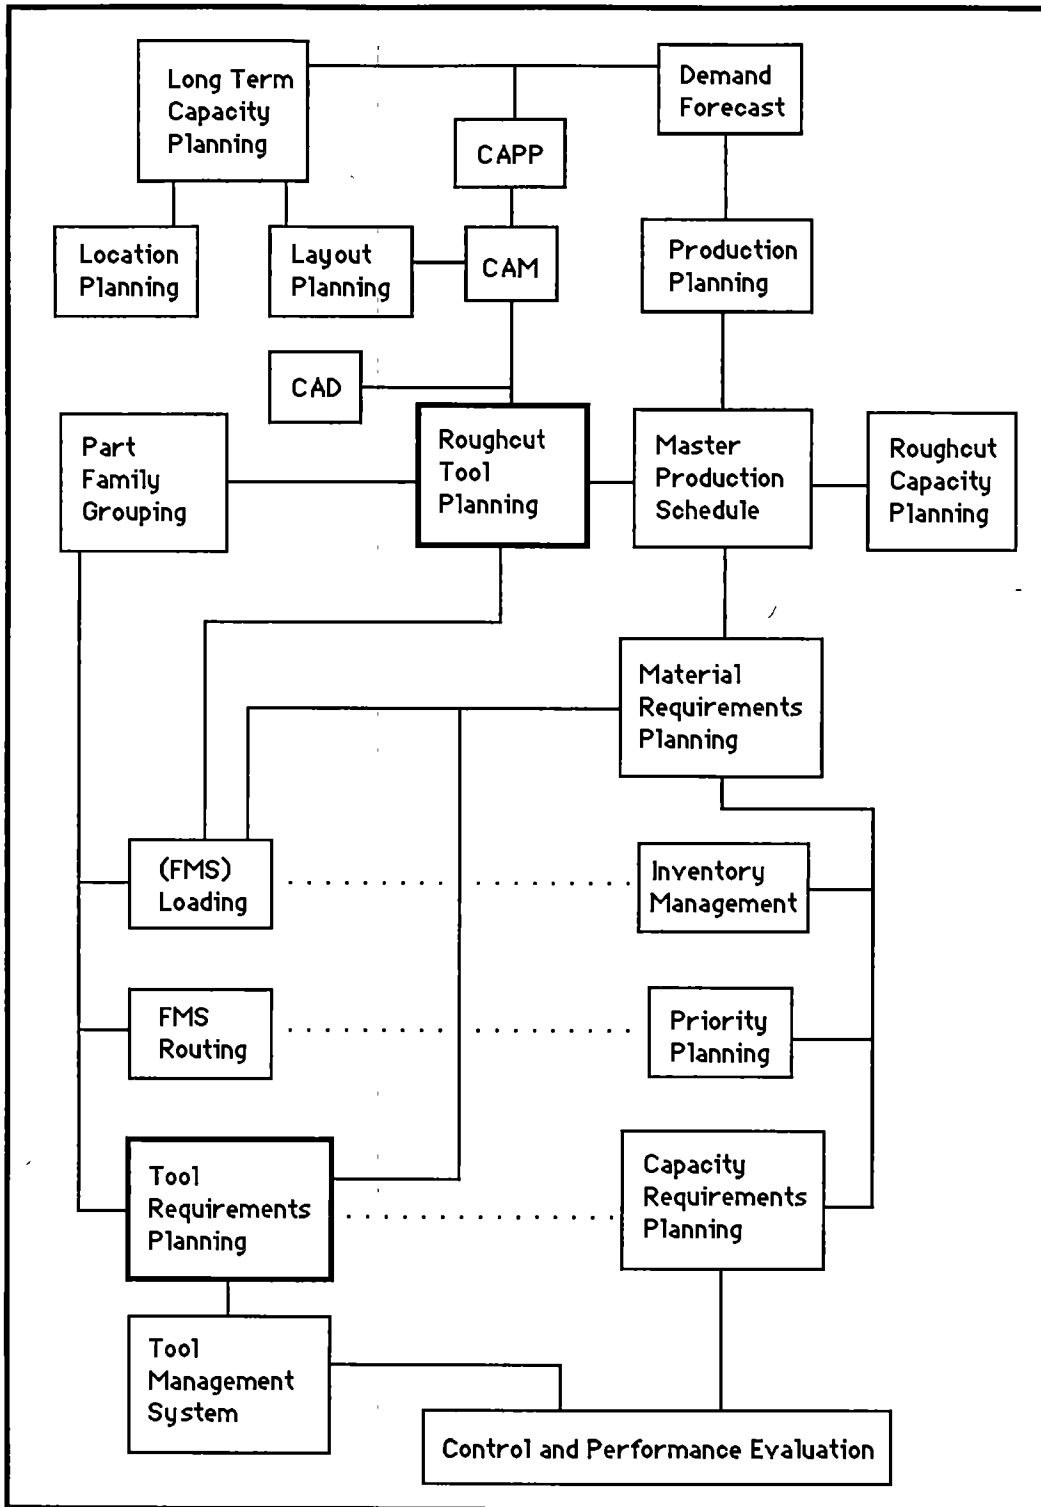 Long Term
Capacity
Planning
Demand
Forecast
CAPP
Location
Planning
Layout
Planning
CAM
Production
Planning
CAD
Part
Family
Grouping
Roughcut
Tool
Planning
Master
Production
Schedule
Roughcut
Capacity
Planning
Material
Requirements
Planning
(FMS)
Loading
Inventory
Management
FMS
Routing
Priority
Planning
Tool
Requirements
Planning
Capacity
Requirements
Planning
Tool
Management
System
Control and Performance Evaluation